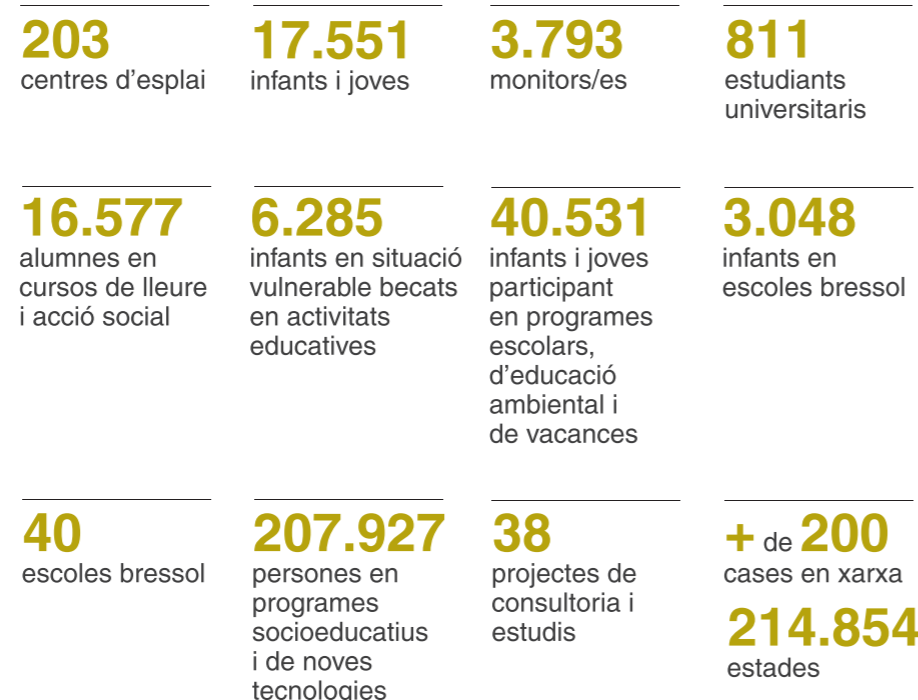 203
centres d’esplai
17.551
infants i joves
3.793
monitors/es
811
estudiants
universitaris
16.577
alumnes en
cursos de lleure
i acció social
6.285
infants en situació
vulnerable becats
en activitats
educatives
40.531
infants i joves
participant
en programes
escolars,
d’educació
ambiental i
de vacances
3.048
infants en
escoles bressol
40
escoles bressol
207.927
persones en
programes
socioeducatius
i de noves
tecnologies
38
projectes de
consultoria i
estudis
+ de 200
cases en xarxa
214.854
estades